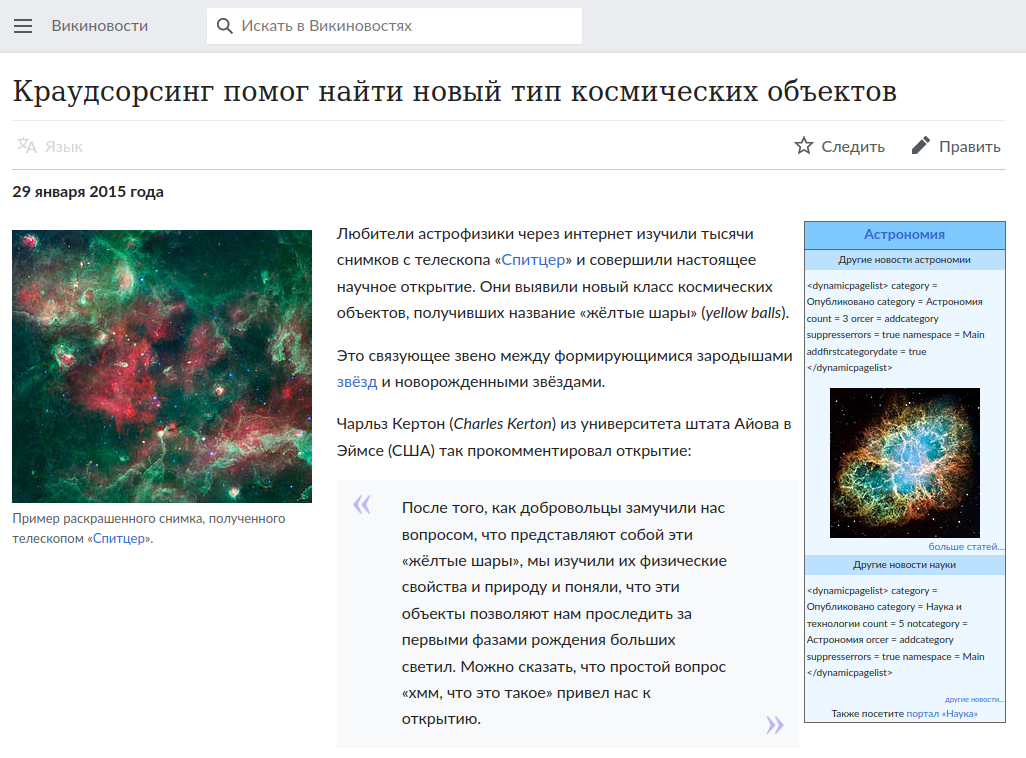 Викиновости
Искать в Викиновостях
Краудсорсинг помог найти новый тип космических объектов
Язык
Следить
Править
29 января 2015 года
Пример раскрашенного снимка, полученного
телескопом «Спитцер».
Любители астрофизики через интернет изучили тысячи
снимков с телескопа «Спитцер» и совершили настоящее
научное открытие. Они выявили новый класс космических
объектов, получивших название «жёлтые шары» (yellow balls).
Это связующее звено между формирующимися зародышами
звёзд и новорожденными звёздами.
Чарльз Кертон (Charles Kerton) из университета штата Айова в
Эймсе (США) так прокомментировал открытие:
«
После того, как добровольцы замучили нас
вопросом, что представляют собой эти
«жёлтые шары», мы изучили их физические
свойства и природу и поняли, что эти
объекты позволяют нам проследить за
первыми фазами рождения больших
светил. Можно сказать, что простой вопрос
«хмм, что это такое» привел нас к
открытию.
»
Астрономия
Другие новости астрономии
<dynamicpagelist> category =
Опубликовано category = Астрономия
count = 3 orcer = addcategory
suppresserrors = true namespace = Main
addfirstcategorydate = true
</dynamicpagelist>
больше статей...
Другие новости науки
<dynamicpagelist> category =
Опубликовано category = Наука и
технологии count = 5 notcategory =
Астрономия orcer = addcategory
suppresserrors = true namespace = Main
</dynamicpagelist>
другие новости...
Также посетите портал «Наука»